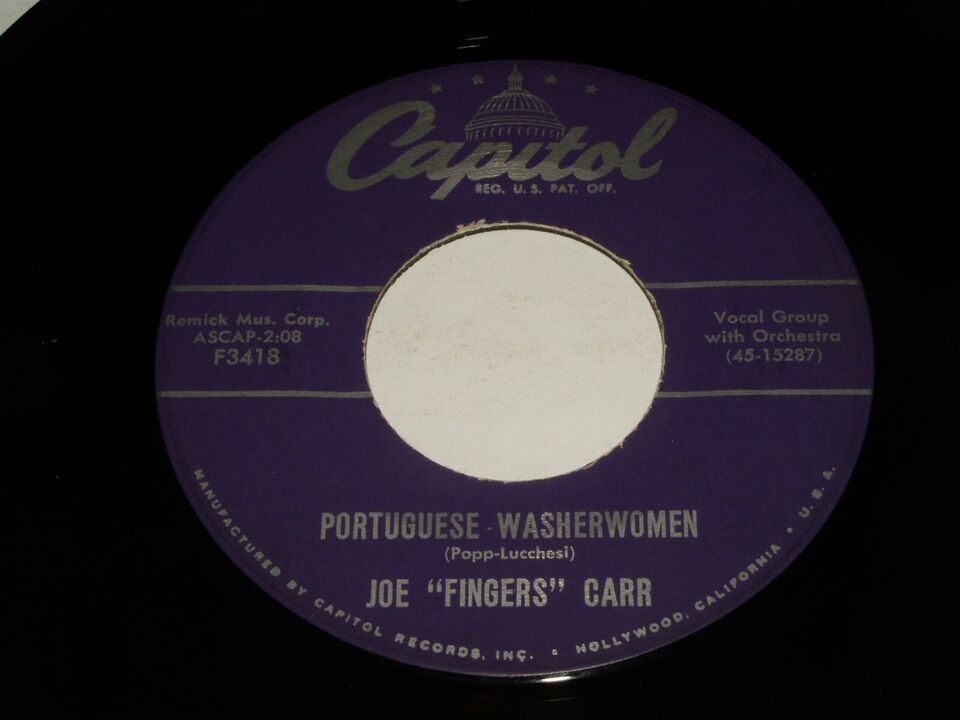 Capitol
REG. U. S. PAT. OFF.
Remick Mus. Corp.
ASCAP-2:08
F3418
Vocal Group
with Orchestra
(45-15287)
PORTUGUESE WASHERWOMEN
(Popp-Lucchesi)
JOE “FINGERS” CARR
MANUFACTURED BY CAPITOL RECORDS, INC. • HOLLYWOOD, CALIFORNIA • U. S. A.